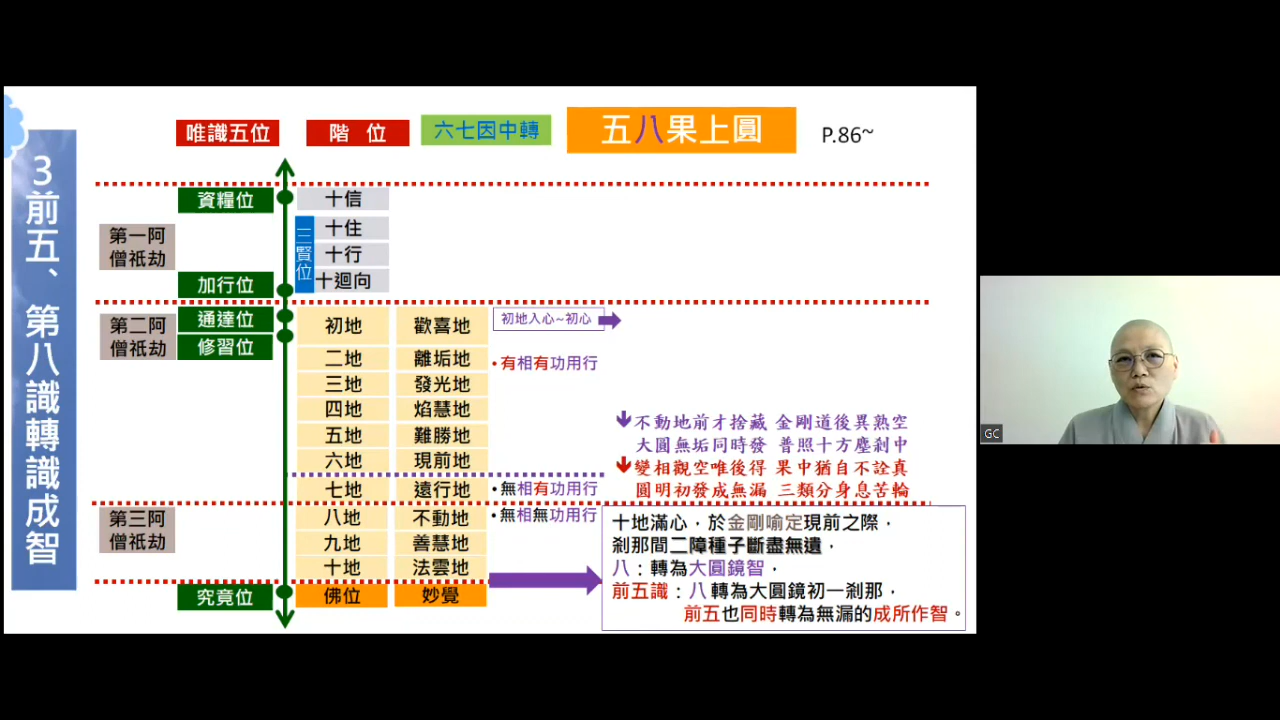 3前五、第八識轉識成智
唯識五位
階 位
六七因中轉
五八果上圓
P.86~
資糧位
十信
第一阿
僧祇劫
三賢位
十住
十行
十迴向
加行位
第二阿
僧祇劫
通達位
修習位
初地
歡喜地
初地入心~初心
二地
離垢地
•有相有功用行
三地
發光地
四地
焰慧地
五地
難勝地
六地
現前地
七地
遠行地
•無相有功用行
不動地前才捨藏 金剛道後異熟空
大圓無垢同時發 普照十方塵剎中
變相觀空唯後得 果中猶自不詮真
圓明初發成無漏 三類分身息苦輪
第三阿
僧祇劫
八地
不動地
•無相無功用行
九地
善慧地
十地
法雲地
究竟位
佛位
妙覺
十地滿心，於金剛喻定現前之際，
剎那間二障種子斷盡無遺，
八：轉為大圓鏡智，
前五識：八轉為大圓鏡初一剎那，
前五也同時轉為無漏的成所作智。
GC